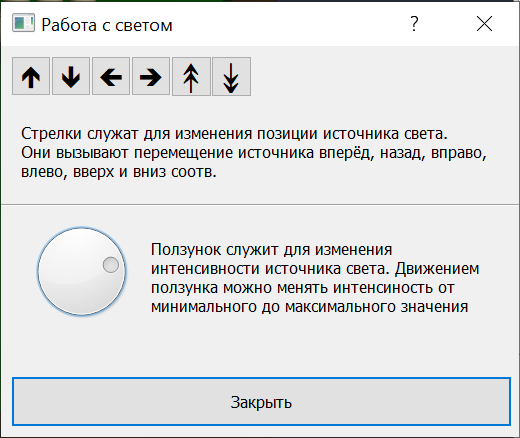 Работа с светом
Стрелки служат для изменения позиции источника света.
Они вызывают перемещение источника вперёд, назад, вправо,
влево, вверх и вниз соотв.
Ползунок служит для изменения
интенсивности источника света. Движением
ползунка можно менять интенсиность от
минимального до максимального значения
Закрыть